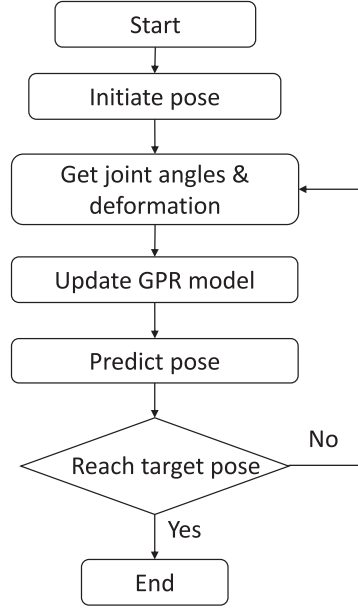 Start
Initiate pose
Get joint angles &
deformation
Update GPR model
Predict pose
Reach target pose
No
Yes
End